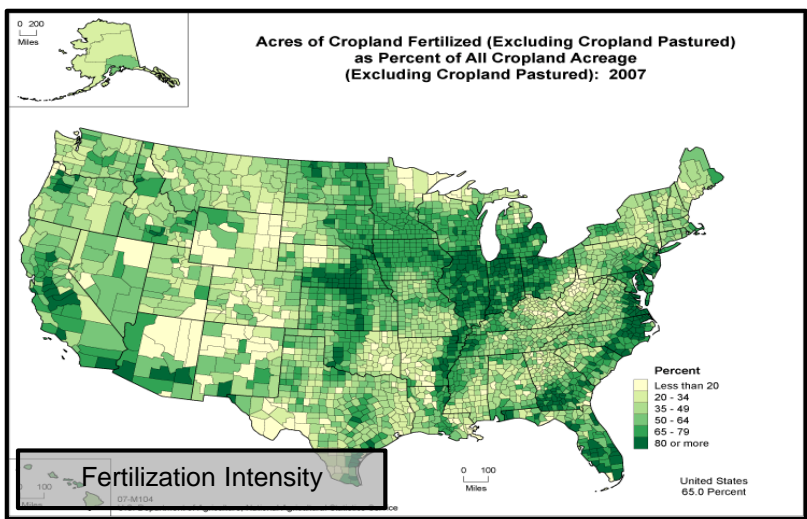 0 200
Miles
Acres of Cropland Fertilized (Excluding Cropland Pastured)
as Percent of All Cropland Acreage
(Excluding Cropland Pastured): 2007
Percent
Less than 20
20 - 34
35 - 49
50 - 64
65 - 79
80 or more
Fertilization Intensity
0 100
Miles
0 100
Miles
07-M104
United States
65.0 Percent